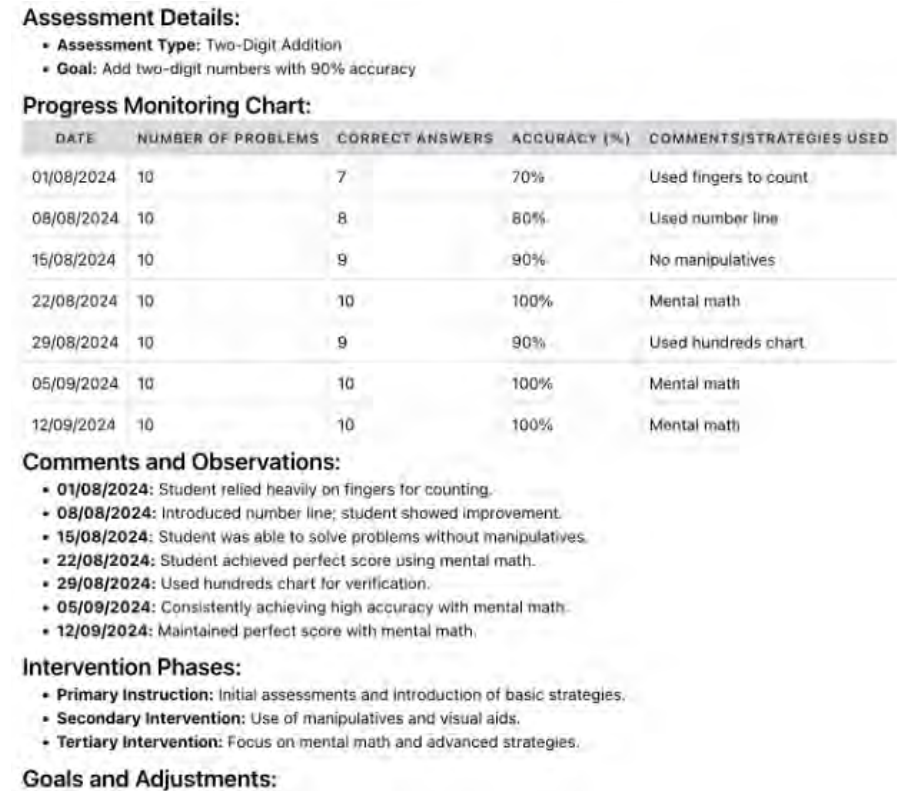 Assessment Details:
• Assessment Type: Two-Digit Addition
• Goal: Add two-digit numbers with 90% accuracy
Progress Monitoring Chart:
DATE NUMBER OF PROBLEMS CORRECT ANSWERS ACCURACY (%) COMMENTS/STRATEGIES USED
01/08/2024 10 7 70% Used fingers to count
08/08/2024 10 8 80% Used number line
15/08/2024 10 9 90% No manipulatives
22/08/2024 10 10 100% Mental math
29/08/2024 10 9 90% Used hundreds chart
05/09/2024 10 10 100% Mental math
12/09/2024 10 10 100% Mental math
Comments and Observations:
• 01/08/2024: Student relied heavily on fingers for counting.
• 08/08/2024: Introduced number line; student showed improvement.
• 15/08/2024: Student was able to solve problems without manipulatives.
• 22/08/2024: Student achieved perfect score using mental math.
• 29/08/2024: Used hundreds chart for verification.
• 05/09/2024: Consistently achieving high accuracy with mental math.
• 12/09/2024: Maintained perfect score with mental math.
Intervention Phases:
• Primary Instruction: Initial assessments and introduction of basic strategies.
• Secondary Intervention: Use of manipulatives and visual aids.
• Tertiary Intervention: Focus on mental math and advanced strategies.
Goals and Adjustments: